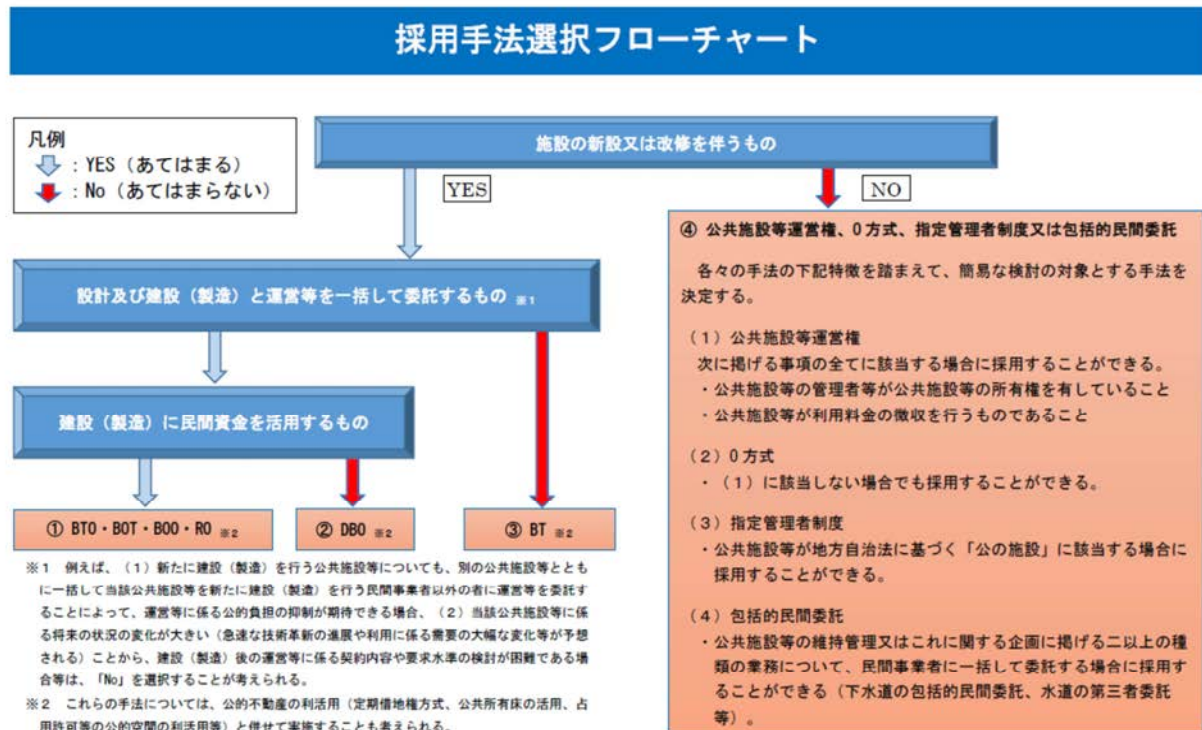 採用手法選択フローチャート
凡例
：YES（あてはまる）
：No（あてはまらない）
施設の新設又は改修を伴うもの
YES
NO
設計及び建設（製造）と運営等を一括して委託するもの ※1
建設（製造）に民間資金を活用するもの
① BTO・BOT・BOO・RO ※2
② DBO ※2
③ BT ※2
※1 例えば、（1）新たに建設（製造）を行う公共施設等についても、別の公共施設等ととも
に一括して当該公共施設等を新たに建設（製造）を行う民間事業者以外の者に運営等を委託す
ることによって、運営等に係る公的負担の抑制が期待できる場合、（2）当該公共施設等に係
る将来の状況の変化が大きい（急速な技術革新の進展や利用に係る需要の大幅な変化等が予想
される）ことから、建設（製造）後の運営等に係る契約内容や要求水準の検討が困難である場
合等は、「No」を選択することが考えられる。
※2 これらの手法については、公的不動産の利活用（定期借地権方式、公共所有床の活用、占
用許可等の公的空間の利活用等）と併せて実施することも考えられる。
④ 公共施設等運営権、O方式、指定管理者制度又は包括的民間委託
各々の手法の下記特徴を踏まえて、簡易な検討の対象とする手法を
決定する。
（1）公共施設等運営権
次に掲げる事項の全てに該当する場合に採用することができる。
・公共施設等の管理者等が公共施設等の所有権を有していること
・公共施設等が利用料金の徴収を行うものであること
（2）O方式
・（1）に該当しない場合でも採用することができる。
（3）指定管理者制度
・公共施設等が地方自治法に基づく「公の施設」に該当する場合に
採用することができる。
（4）包括的民間委託
・公共施設等の維持管理又はこれに関する企画に掲げる二以上の種
類の業務について、民間事業者に一括して委託する場合に採用す
ることができる（下水道の包括的民間委託、水道の第三者委託
等）。